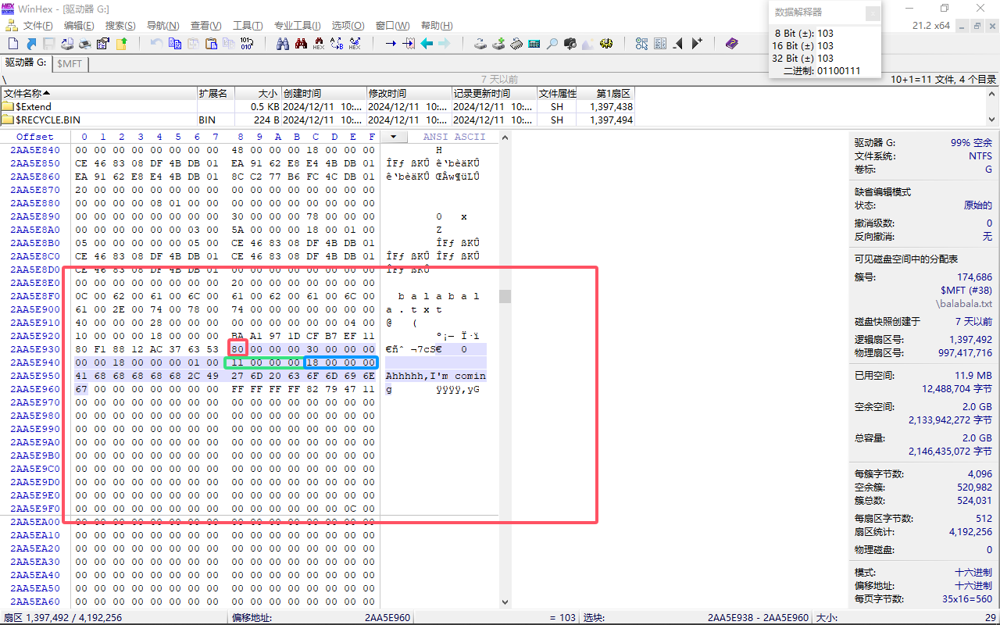 WinHex - [驱动器 G:]
文件(F) 编辑(E) 搜索(S) 导航(N) 查看(V) 工具(T) 专业工具(I) 选项(O) 窗口(W) 帮助(H)
21.2 x64
数据解释器
8 Bit (±): 103
16 Bit (±): 103
32 Bit (±): 103
二进制: 01100111
驱动器 G: $MFT
\ 7 天以前 10+1=11 文件, 4 个目录
文件名称 扩展名 大小 创建时间 修改时间 记录更新时间 文件属性 第1扇区
$Extend 0.5 KB 2024/12/11 10:... 2024/12/11 10:... 2024/12/11 10:... SH 1,397,438
$RECYCLE.BIN BIN 224 B 2024/12/11 10:... 2024/12/11 10:... 2024/12/11 10:... SH 1,397,494
Offset 0 1 2 3 4 5 6 7 8 9 A B C D E F ANSI ASCII
2AA5E840 00 00 00 00 00 00 00 00 48 00 00 00 18 00 00 00 H
2AA5E850 CE 46 83 08 DF 4B DB 01 EA 91 62 E8 E4 4B DB 01 ÎFƒ ßKÛ ê‘bèäKÛ
2AA5E860 EA 91 62 E8 E4 4B DB 01 8C C2 77 B6 FC 4C DB 01 ê‘bèäKÛ ŒÂw¶üLÛ
2AA5E870 20 00 00 00 00 00 00 00 00 00 00 00 00 00 00 00
2AA5E880 00 00 00 00 08 01 00 00 00 00 00 00 00 00 00 00
2AA5E890 00 00 00 00 00 00 00 00 30 00 00 00 78 00 00 00 0 x
2AA5E8A0 00 00 00 00 00 00 03 00 5A 00 00 00 18 00 01 00 Z
2AA5E8B0 05 00 00 00 00 00 05 00 CE 46 83 08 DF 4B DB 01 ÎFƒ ßKÛ
2AA5E8C0 CE 46 83 08 DF 4B DB 01 CE 46 83 08 DF 4B DB 01 ÎFƒ ßKÛ ÎFƒ ßKÛ
2AA5E8D0 CE 46 83 08 DF 4B DB 01 00 00 00 00 00 00 00 00 ÎFƒ ßKÛ
2AA5E8E0 00 00 00 00 00 00 00 00 20 00 00 00 00 00 00 00
2AA5E8F0 0C 00 62 00 61 00 6C 00 61 00 62 00 61 00 6C 00 b a l a b a l
2AA5E900 61 00 2E 00 74 00 78 00 74 00 00 00 00 00 00 00 a . t x t
2AA5E910 40 00 00 00 28 00 00 00 00 00 00 00 00 00 04 00 @ (
2AA5E920 10 00 00 00 18 00 00 00 BA A1 97 1D CF B7 EF 11 º¡— Ï·ï
2AA5E930 80 F1 88 12 AC 37 63 53 80 00 00 00 30 00 00 00 €ñˆ ¬7cS€ 0
2AA5E940 00 00 18 00 00 00 01 00 11 00 00 00 18 00 00 00
2AA5E950 41 68 68 68 68 68 2C 49 27 6D 20 63 6F 6D 69 6E Ahhhhh,I'm comin
2AA5E960 67 00 00 00 00 00 00 00 FF FF FF FF 82 79 47 11 g ÿÿÿÿ‚yG
2AA5E970 00 00 00 00 00 00 00 00 00 00 00 00 00 00 00 00
2AA5E980 00 00 00 00 00 00 00 00 00 00 00 00 00 00 00 00
2AA5E990 00 00 00 00 00 00 00 00 00 00 00 00 00 00 00 00
2AA5E9A0 00 00 00 00 00 00 00 00 00 00 00 00 00 00 00 00
2AA5E9B0 00 00 00 00 00 00 00 00 00 00 00 00 00 00 00 00
2AA5E9C0 00 00 00 00 00 00 00 00 00 00 00 00 00 00 00 00
2AA5E9D0 00 00 00 00 00 00 00 00 00 00 00 00 00 00 00 00
2AA5E9E0 00 00 00 00 00 00 00 00 00 00 00 00 00 00 00 00
2AA5E9F0 00 00 00 00 00 00 00 00 00 00 00 00 00 00 0C 00
2AA5EA00 00 00 00 00 00 00 00 00 00 00 00 00 00 00 00 00
2AA5EA10 00 00 00 00 00 00 00 00 00 00 00 00 00 00 00 00
2AA5EA20 00 00 00 00 00 00 00 00 00 00 00 00 00 00 00 00
2AA5EA30 00 00 00 00 00 00 00 00 00 00 00 00 00 00 00 00
2AA5EA40 00 00 00 00 00 00 00 00 00 00 00 00 00 00 00 00
2AA5EA50 00 00 00 00 00 00 00 00 00 00 00 00 00 00 00 00
2AA5EA60 00 00 00 00 00 00 00 00 00 00 00 00 00 00 00 00
驱动器 G: 99% 空余
文件系统: NTFS
卷标: G
缺省编辑模式
状态: 原始的
撤消级数: 0
反向撤消: 无
可见磁盘空间中的分配表
簇号: 174,686
$MFT (#38)
\balabala.txt
磁盘快照创建于 7 天以前
逻辑扇区号: 1,397,492
物理扇区号: 997,417,716
已用空间: 11.9 MB
12,488,704 字节
空余空间: 2.0 GB
2,133,942,272 字节
总容量: 2.0 GB
2,146,435,072 字节
每簇字节数: 4,096
空余簇: 520,982
簇总数: 524,031
每扇区字节数: 512
扇区统计: 4,192,256
物理磁盘: 0
模式: 十六进制
偏移地址: 十六进制
每页字节数: 35x16=560
扇区 1,397,492 / 4,192,256 偏移地址: 2AA5E960 = 103 选块: 2AA5E938 - 2AA5E960 大小: 29